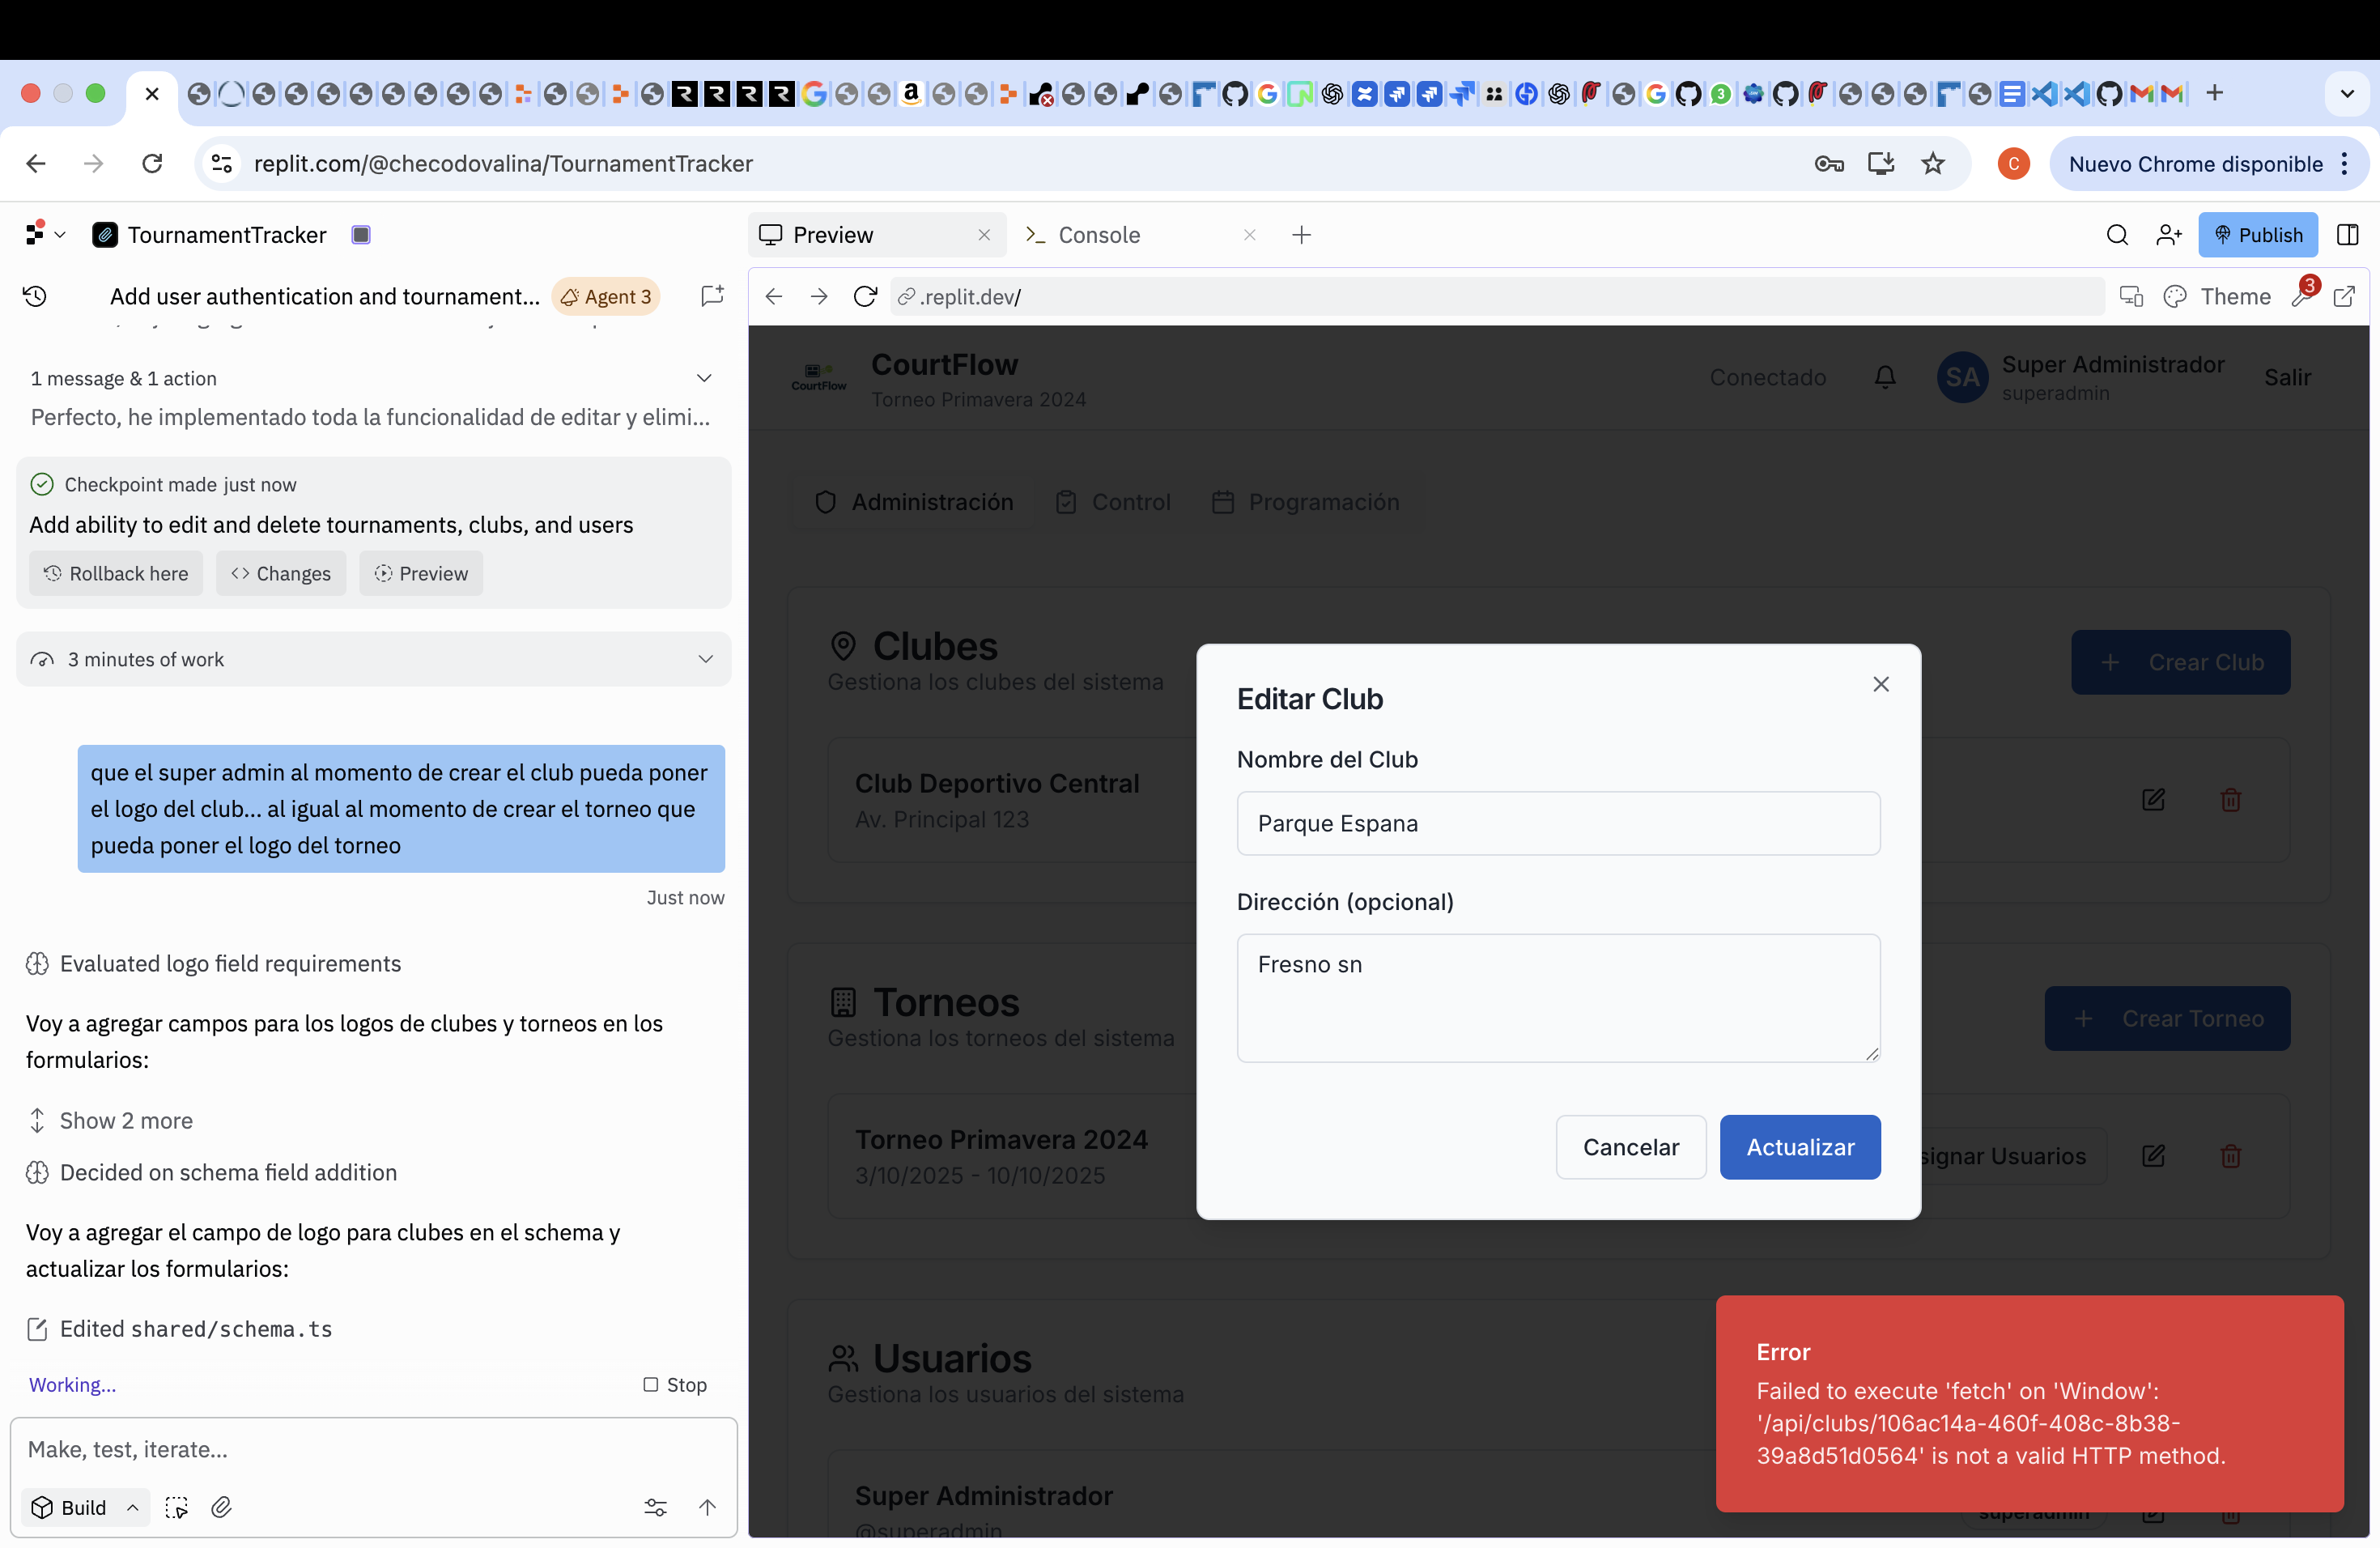 replit.com/@checodovalina/TournamentTracker
C
Nuevo Chrome disponible
TournamentTracker
Preview
Console
Publish
Add user authentication and tournament...
Agent 3
.replit.dev/
Theme
3
1 message & 1 action
Perfecto, he implementado toda la funcionalidad de editar y elimi...
Checkpoint made just now
Add ability to edit and delete tournaments, clubs, and users
Rollback here
Changes
Preview
3 minutes of work
que el super admin al momento de crear el club pueda poner
el logo del club... al igual al momento de crear el torneo que
pueda poner el logo del torneo
Just now
Evaluated logo field requirements
Voy a agregar campos para los logos de clubes y torneos en los
formularios:
Show 2 more
Decided on schema field addition
Voy a agregar el campo de logo para clubes en el schema y
actualizar los formularios:
Edited shared/schema.ts
Working...
Stop
Make, test, iterate...
Build
CourtFlow
CourtFlow
Torneo Primavera 2024
Conectado
SA
Super Administrador
superadmin
Salir
Administración
Control
Programación
Clubes
Gestiona los clubes del sistema
+ Crear Club
Club Deportivo Central
Av. Principal 123
Torneos
Gestiona los torneos del sistema
+ Crear Torneo
Torneo Primavera 2024
3/10/2025 - 10/10/2025
signar Usuarios
Usuarios
Gestiona los usuarios del sistema
Super Administrador
@superadmin
superadmin
Editar Club
Nombre del Club
Parque Espana
Dirección (opcional)
Fresno sn
Cancelar
Actualizar
Error
Failed to execute 'fetch' on 'Window':
'/api/clubs/106ac14a-460f-408c-8b38-
39a8d51d0564' is not a valid HTTP method.